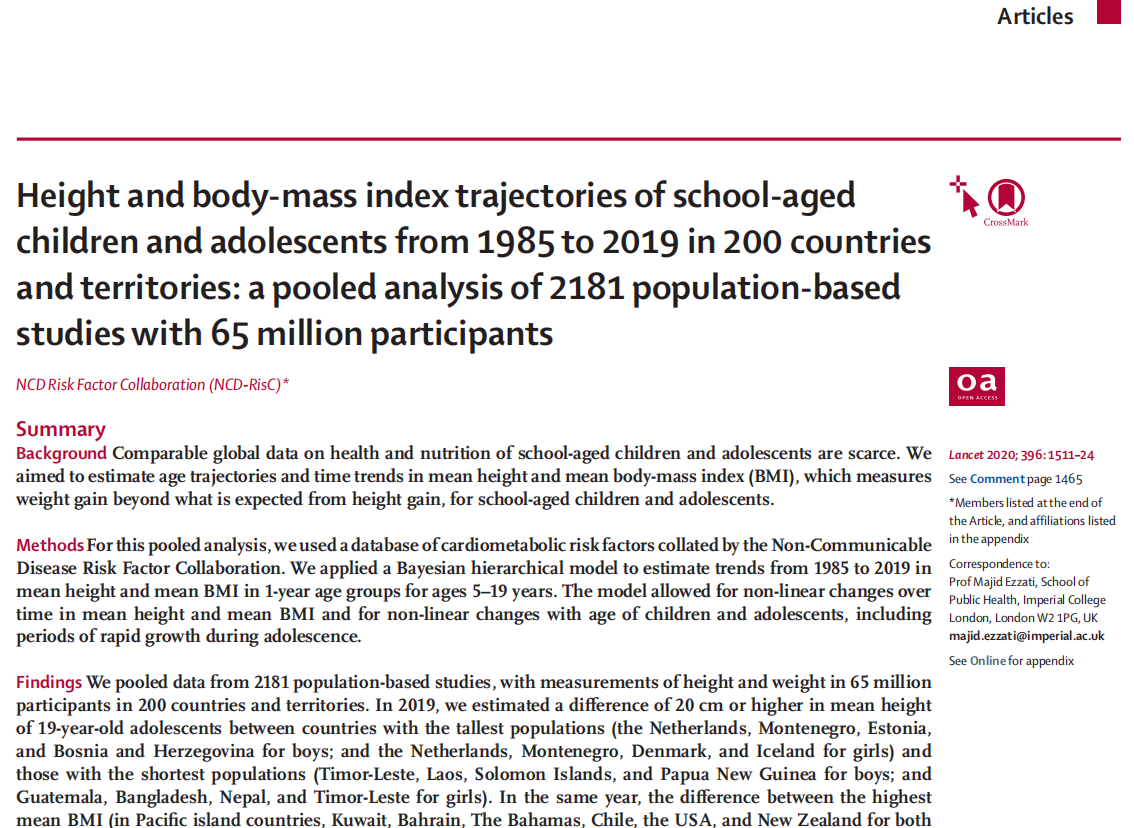 Articles
Height and body-mass index trajectories of school-aged
children and adolescents from 1985 to 2019 in 200 countries
and territories: a pooled analysis of 2181 population-based
studies with 65 million participants
CrossMark
NCD Risk Factor Collaboration (NCD-RisC)*
oa
OPEN ACCESS
Summary
Background Comparable global data on health and nutrition of school-aged children and adolescents are scarce. We
aimed to estimate age trajectories and time trends in mean height and mean body-mass index (BMI), which measures
weight gain beyond what is expected from height gain, for school-aged children and adolescents.
Methods For this pooled analysis, we used a database of cardiometabolic risk factors collated by the Non-Communicable
Disease Risk Factor Collaboration. We applied a Bayesian hierarchical model to estimate trends from 1985 to 2019 in
mean height and mean BMI in 1-year age groups for ages 5–19 years. The model allowed for non-linear changes over
time in mean height and mean BMI and for non-linear changes with age of children and adolescents, including
periods of rapid growth during adolescence.
Findings We pooled data from 2181 population-based studies, with measurements of height and weight in 65 million
participants in 200 countries and territories. In 2019, we estimated a difference of 20 cm or higher in mean height
of 19-year-old adolescents between countries with the tallest populations (the Netherlands, Montenegro, Estonia,
and Bosnia and Herzegovina for boys; and the Netherlands, Montenegro, Denmark, and Iceland for girls) and
those with the shortest populations (Timor-Leste, Laos, Solomon Islands, and Papua New Guinea for boys; and
Guatemala, Bangladesh, Nepal, and Timor-Leste for girls). In the same year, the difference between the highest
mean BMI (in Pacific island countries, Kuwait, Bahrain, The Bahamas, Chile, the USA, and New Zealand for both
Lancet 2020; 396: 1511–24
See Comment page 1465
*Members listed at the end of
the Article, and affiliations listed
in the appendix
Correspondence to:
Prof Majid Ezzati, School of
Public Health, Imperial College
London, London W2 1PG, UK
majid.ezzati@imperial.ac.uk
See Online for appendix